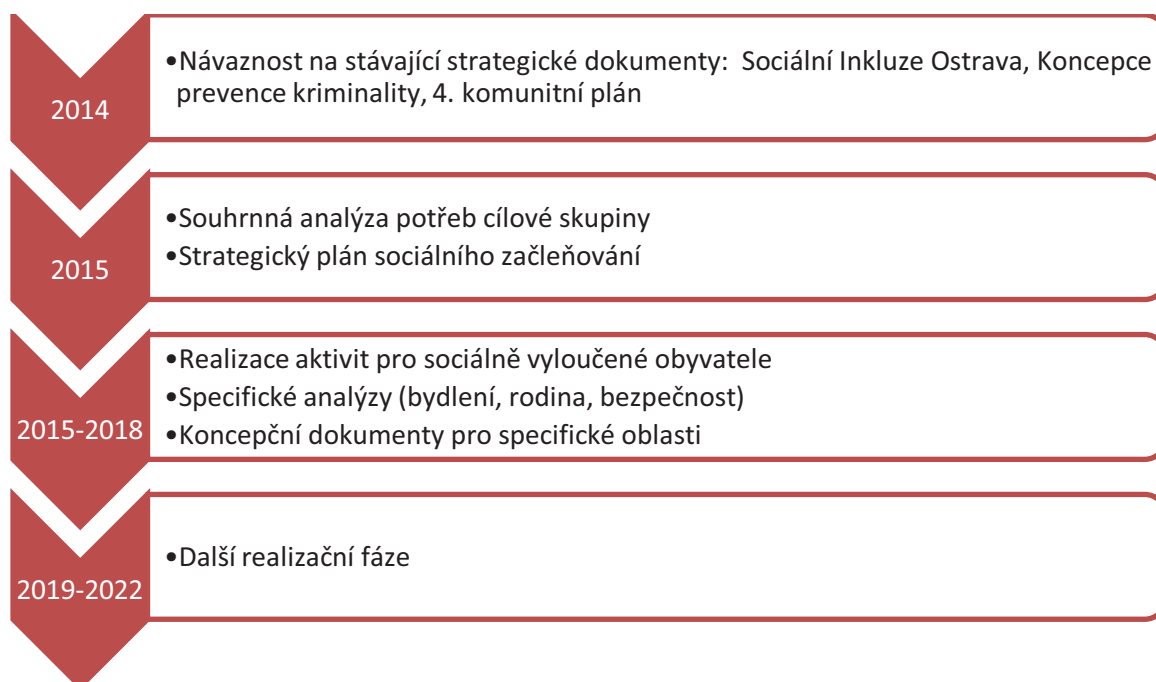 2014
•Návaznost na stávající strategické dokumenty:  Sociální Inkluze Ostrava, Koncepce
prevence kriminality, 4. komunitní plán
2015
•Souhrnná analýza potřeb cílové skupiny
•Strategický plán sociálního začleňování
2015-2018
•Realizace aktivit pro sociálně vyloučené obyvatele
•Specifické analýzy (bydlení, rodina, bezpečnost)
•Koncepční dokumenty pro specifické oblasti
2019-2022
•Další realizační fáze